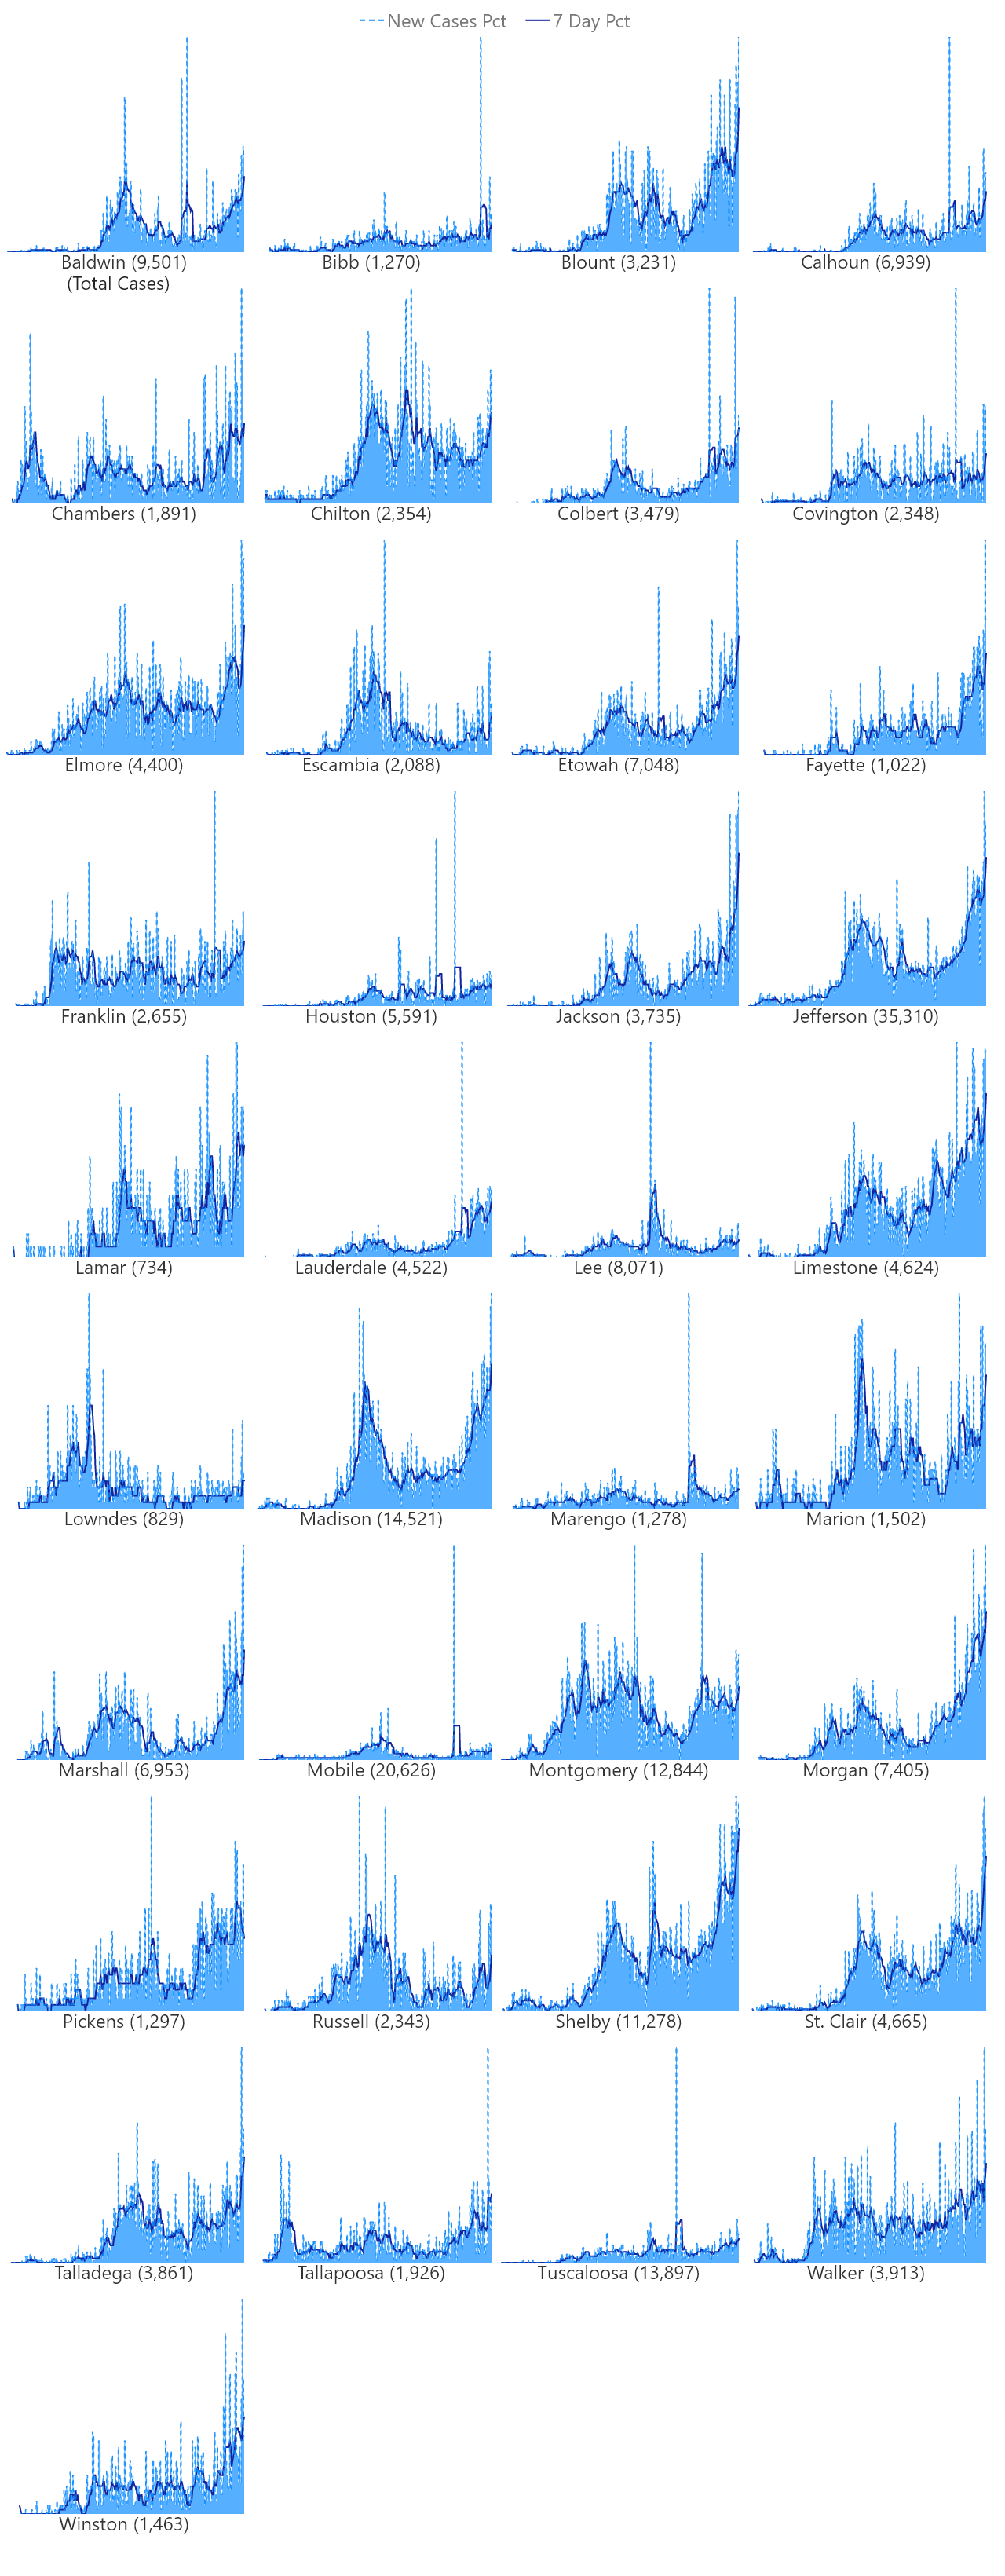 New Cases Pct 7 Day Pct
Baldwin (9,501) Bibb (1,270) Blount (3,231) Calhoun (6,939)
(Total Cases)
Chambers (1,891) Chilton (2,354) Colbert (3,479) Covington (2,348)
Elmore (4,400) Escambia (2,088) Etowah (7,048) Fayette (1,022)
Franklin (2,655) Houston (5,591) Jackson (3,735) Jefferson (35,310)
Lamar (734) Lauderdale (4,522) Lee (8,071) Limestone (4,624)
Lowndes (829) Madison (14,521) Marengo (1,278) Marion (1,502)
Marshall (6,953) Mobile (20,626) Montgomery (12,844) Morgan (7,405)
Pickens (1,297) Russell (2,343) Shelby (11,278) St. Clair (4,665)
Talladega (3,861) Tallapoosa (1,926) Tuscaloosa (13,897) Walker (3,913)
Winston (1,463)